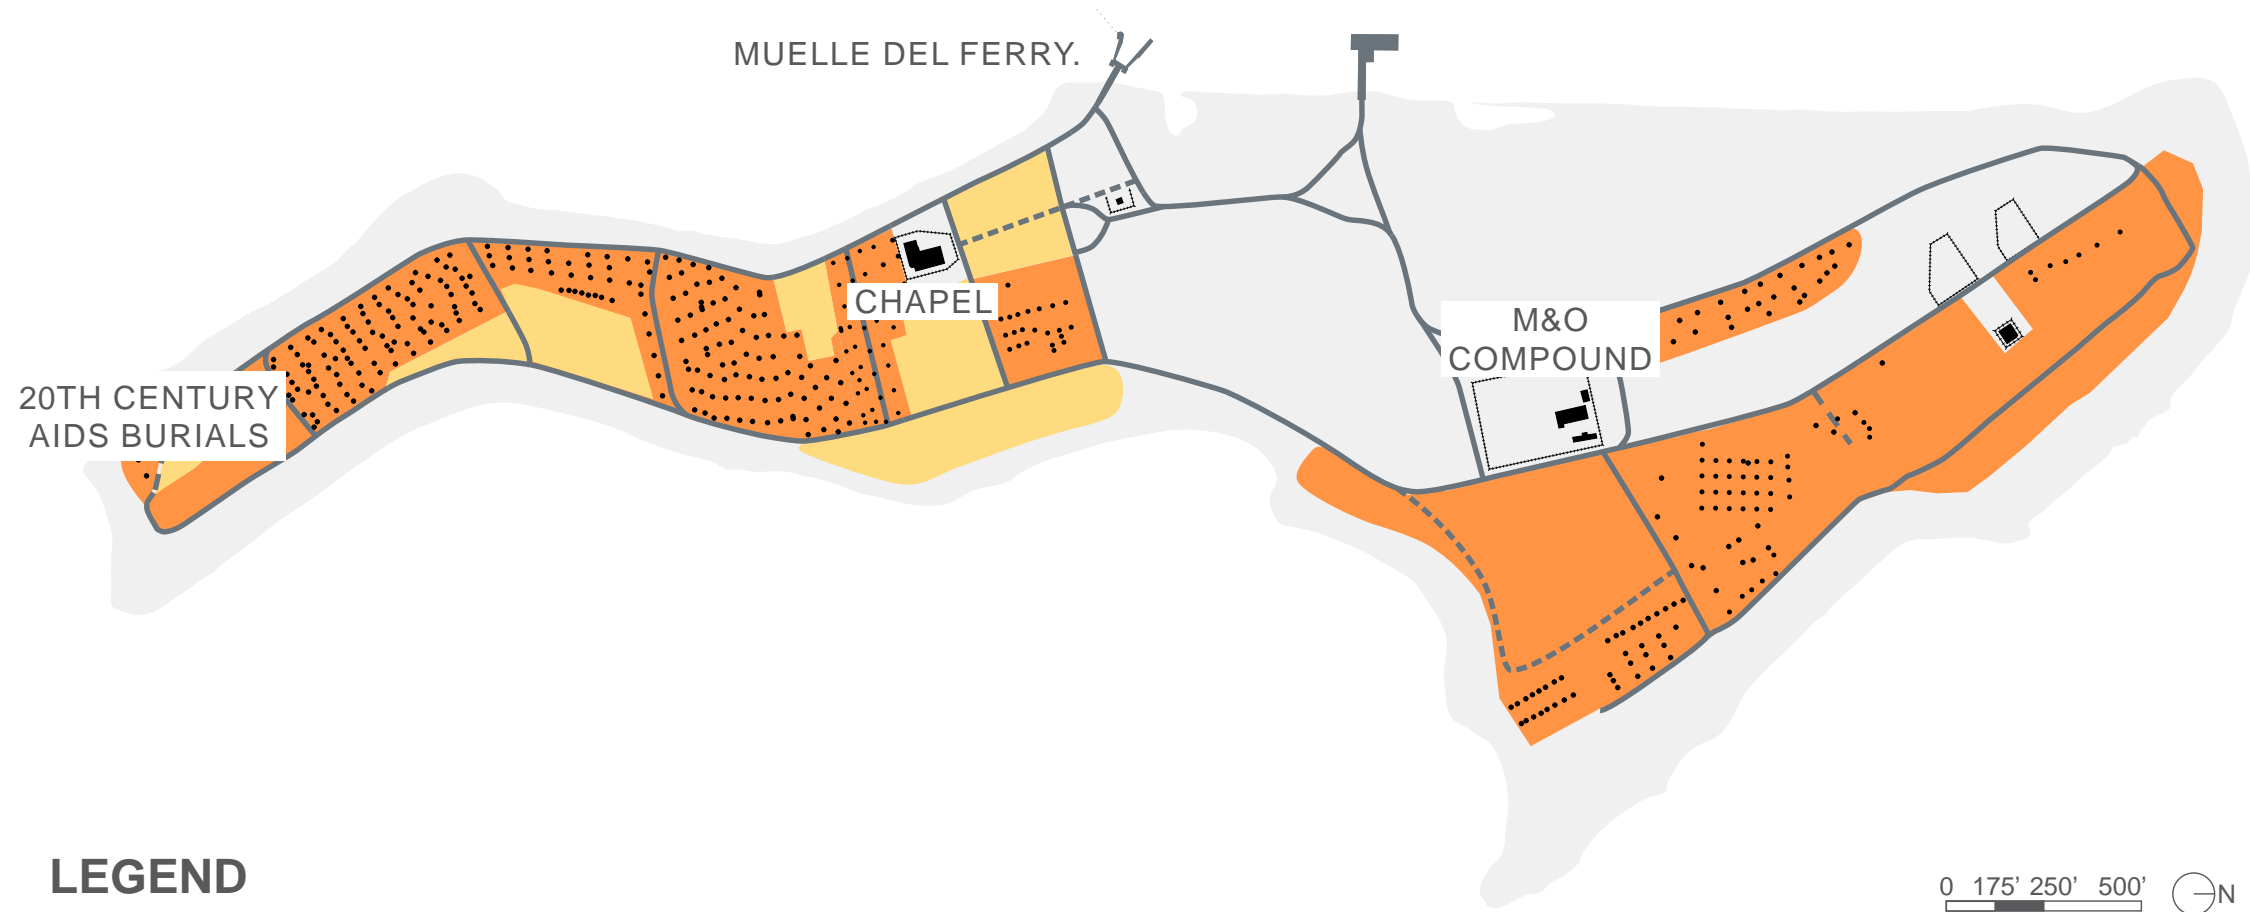 MUELLE DEL FERRY.
CHAPEL
M&O
COMPOUND
20TH CENTURY
AIDS BURIALS
LEGEND
0 175’ 250’ 500’
N